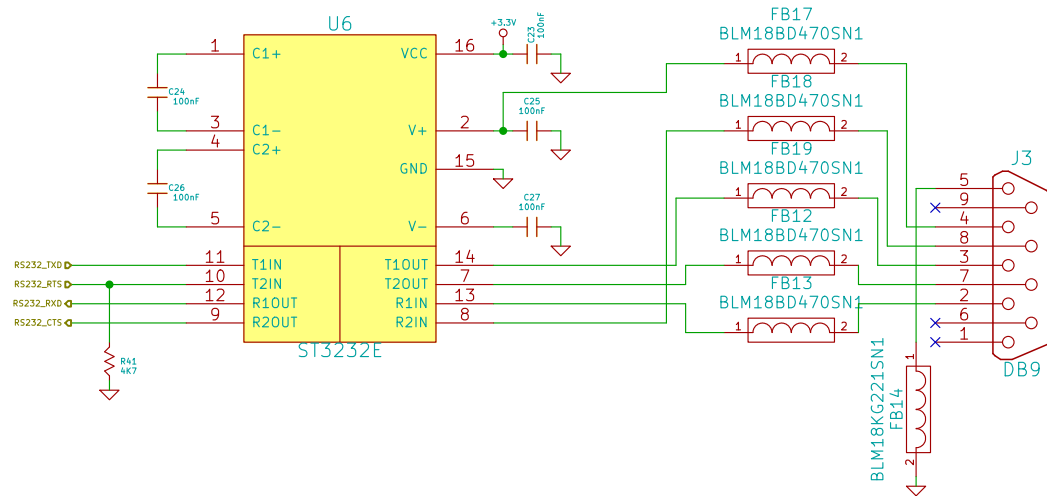 U6
ST3232E
1 C1+
3 C1-
4 C2+
5 C2-
11 T1IN
10 T2IN
12 R1OUT
9 R2OUT
VCC 16
V+ 2
GND 15
V- 6
T1OUT 14
T2OUT 7
R1IN 13
R2IN 8
C24
100nF
C26
100nF
+3.3V
C23
100nF
C25
100nF
C27
100nF
RS232_TXD
RS232_RTS
RS232_RXD
RS232_CTS
R41
4K7
FB17
BLM18BD470SN1
1 2
FB18
BLM18BD470SN1
1 2
FB19
BLM18BD470SN1
1 2
FB12
BLM18BD470SN1
1 2
FB13
BLM18BD470SN1
1 2
J3
5
9
4
8
3
7
2
6
1
DB9
BLM18KG221SN1
FB14
1
2